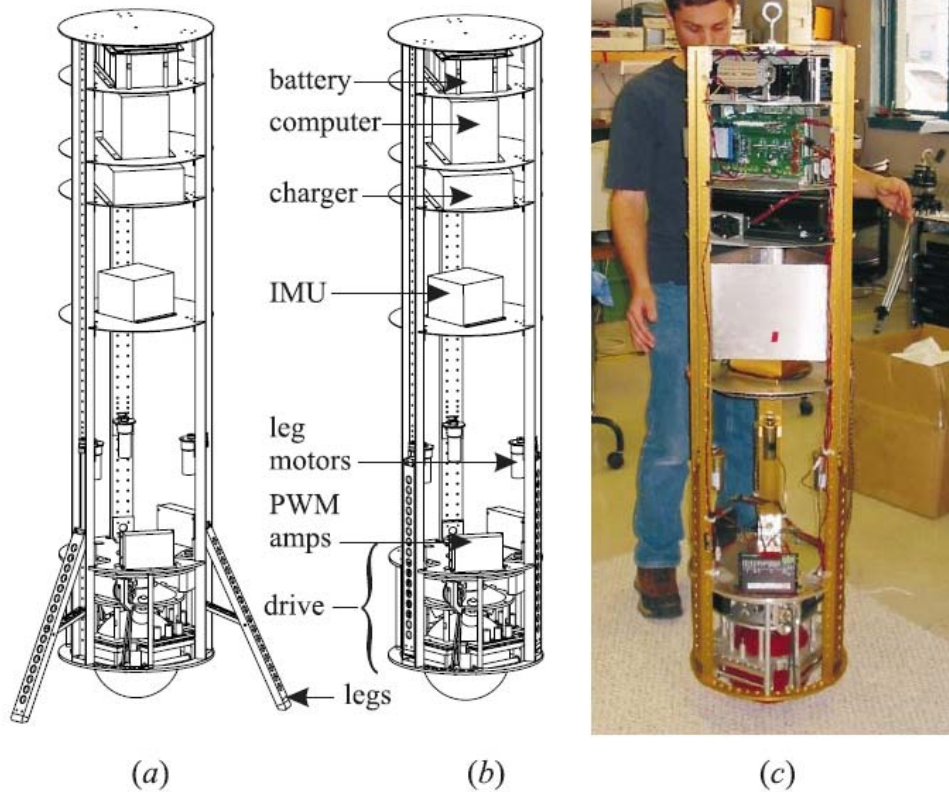 battery
computer
charger
IMU
leg
motors
PWM
amps
drive
legs
(a)
(b)
(c)